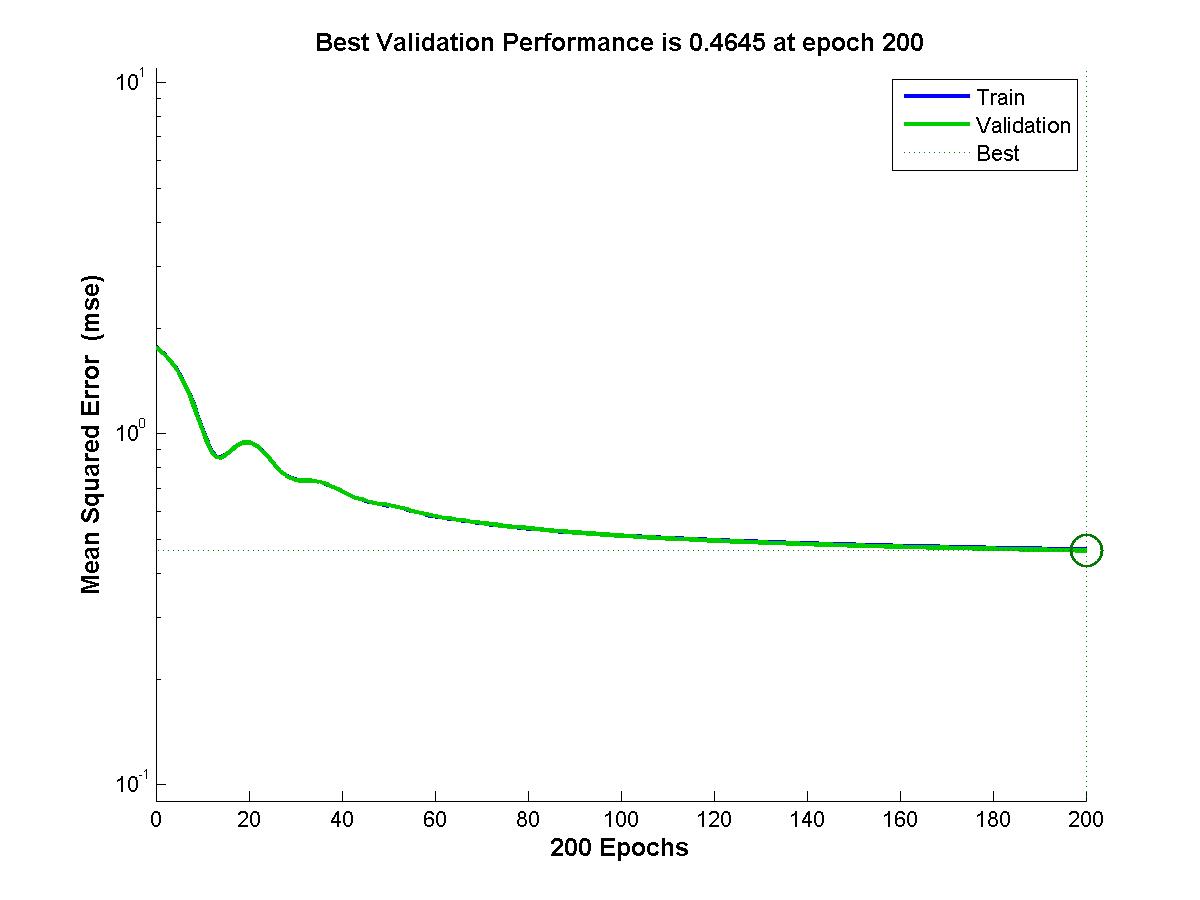 Best Validation Performance is 0.4645 at epoch 200
Train
Validation
Best
10^1
10^0
10^-1
Mean Squared Error (mse)
0 20 40 60 80 100 120 140 160 180 200
200 Epochs